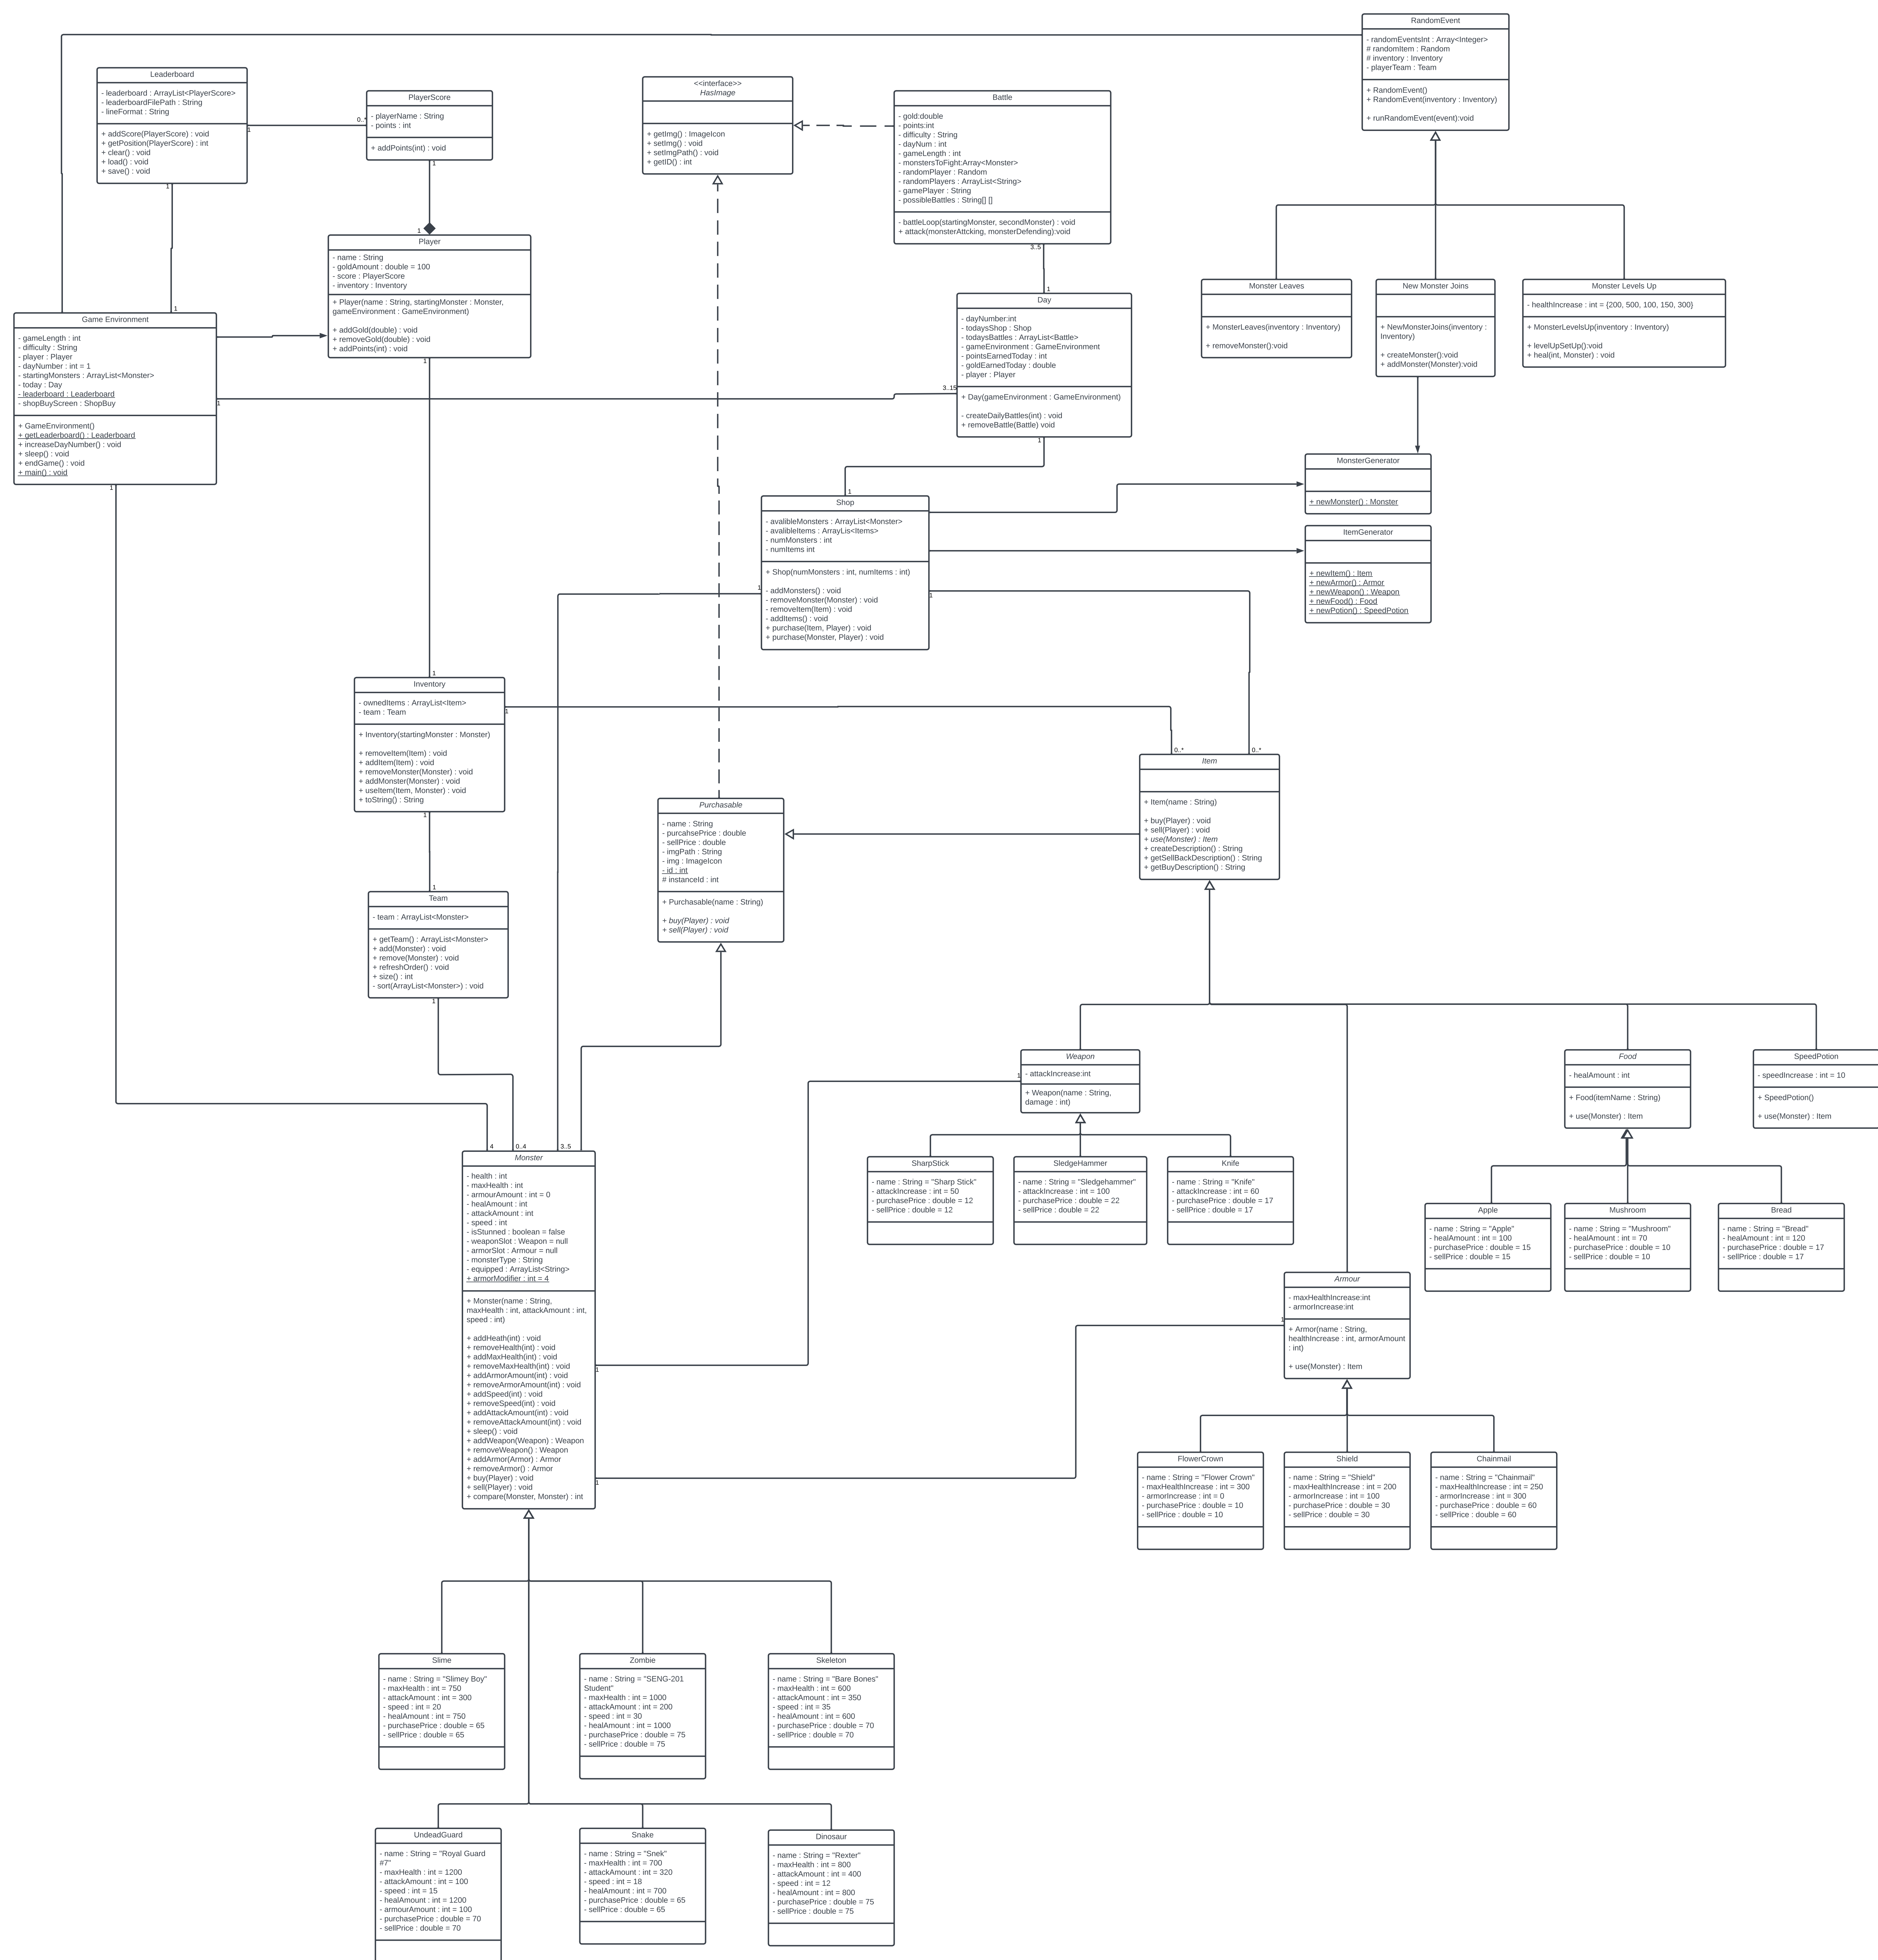 RandomEvent
- randomEventsInt : Array<Integer>
# randomItem : Random
# inventory : Inventory
- playerTeam : Team
+ RandomEvent()
+ RandomEvent(inventory : Inventory)
+ runRandomEvent(event):void
Leaderboard
- leaderboard : ArrayList<PlayerScore>
- leaderboardFilePath : String
- lineFormat : String
+ addScore(PlayerScore) : void
+ getPosition(PlayerScore) : int
+ clear() : void
+ load() : void
+ save() : void
1
1
0..*
PlayerScore
- playerName : String
- points : int
+ addPoints(int) : void
1
<<interface>>
HasImage
+ getImg() : ImageIcon
+ setImg() : void
+ setImgPath() : void
+ getID() : int
Battle
- gold:double
- points:int
- difficulty : String
- dayNum : int
- gameLength : int
- monstersToFight:Array<Monster>
- randomPlayer : Random
- randomPlayers : ArrayList<String>
- gamePlayer : String
- possibleBattles : String[] []
- battleLoop(startingMonster, secondMonster) : void
+ attack(monsterAttcking, monsterDefending):void
3..5
1
1
Player
- name : String
- goldAmount : double = 100
- score : PlayerScore
- inventory : Inventory
+ Player(name : String, startingMonster : Monster,
gameEnvironment : GameEnvironment)
+ addGold(double) : void
+ removeGold(double) : void
+ addPoints(int) : void
1
Monster Leaves
+ MonsterLeaves(inventory : Inventory)
+ removeMonster():void
New Monster Joins
+ NewMonsterJoins(inventory :
Inventory)
+ createMonster():void
+ addMonster(Monster):void
Monster Levels Up
- healthIncrease : int = {200, 500, 100, 150, 300}
+ MonsterLevelsUp(inventory : Inventory)
+ levelUpSetUp():void
+ heal(int, Monster) : void
1
Game Environment
- gameLength : int
- difficulty : String
- player : Player
- dayNumber : int = 1
- startingMonsters : ArrayList<Monster>
- today : Day
- leaderboard : Leaderboard
- shopBuyScreen : ShopBuy
+ GameEnvironment()
+ getLeaderboard() : Leaderboard
+ increaseDayNumber() : void
+ sleep() : void
+ endGame() : void
+ main() : void
1
1
3..15
Day
- dayNumber:int
- todaysShop : Shop
- todaysBattles : ArrayList<Battle>
- gameEnvironment : GameEnvironment
- pointsEarnedToday : int
- goldEarnedToday : double
- player : Player
+ Day(gameEnvironment : GameEnvironment)
- createDailyBattles(int) : void
+ removeBattle(Battle) void
1
1
MonsterGenerator
+ newMonster() : Monster
Shop
- avalibleMonsters : ArrayList<Monster>
- avalibleItems : ArrayLis<Items>
- numMonsters : int
- numItems int
+ Shop(numMonsters : int, numItems : int)
- addMonsters() : void
- removeMonster(Monster) : void
- removeItem(Item) : void
- addItems() : void
+ purchase(Item, Player) : void
+ purchase(Monster, Player) : void
1
1
ItemGenerator
+ newItem() : Item
+ newArmor() : Armor
+ newWeapon() : Weapon
+ newFood() : Food
+ newPotion() : SpeedPotion
1
Inventory
- ownedItems : ArrayList<Item>
- team : Team
+ Inventory(startingMonster : Monster)
+ removeItem(Item) : void
+ addItem(Item) : void
+ removeMonster(Monster) : void
+ addMonster(Monster) : void
+ useItem(Item, Monster) : void
+ toString() : String
1
1
0..*
0..*
Item
+ Item(name : String)
+ buy(Player) : void
+ sell(Player) : void
+ use(Monster) : Item
+ createDescription() : String
+ getSellBackDescription() : String
+ getBuyDescription() : String
Purchasable
- name : String
- purcahsePrice : double
- sellPrice : double
- imgPath : String
- img : ImageIcon
- id : int
# instanceId : int
+ Purchasable(name : String)
+ buy(Player) : void
+ sell(Player) : void
1
Team
- team : ArrayList<Monster>
+ getTeam() : ArrayList<Monster>
+ add(Monster) : void
+ remove(Monster) : void
+ refreshOrder() : void
+ size() : int
- sort(ArrayList<Monster>) : void
1
Weapon
- attackIncrease:int
+ Weapon(name : String,
damage : int)
1
Food
- healAmount : int
+ Food(itemName : String)
+ use(Monster) : Item
SpeedPotion
- speedIncrease : int = 10
+ SpeedPotion()
+ use(Monster) : Item
4
0..4
3..5
Monster
- health : int
- maxHealth : int
- armourAmount : int = 0
- healAmount : int
- attackAmount : int
- speed : int
- isStunned : boolean = false
- weaponSlot : Weapon = null
- armorSlot : Armour = null
- monsterType : String
- equipped : ArrayList<String>
+ armorModifier : int = 4
+ Monster(name : String,
maxHealth : int, attackAmount : int,
speed : int)
+ addHeath(int) : void
+ removeHealth(int) : void
+ addMaxHealth(int) : void
+ removeMaxHealth(int) : void
+ addArmorAmount(int) : void
+ removeArmorAmount(int) : void
+ addSpeed(int) : void
+ removeSpeed(int) : void
+ addAttackAmount(int) : void
+ removeAttackAmount(int) : void
+ sleep() : void
+ addWeapon(Weapon) : Weapon
+ removeWeapon() : Weapon
+ addArmor(Armor) : Armor
+ removeArmor() : Armor
+ buy(Player) : void
+ sell(Player) : void
+ compare(Monster, Monster) : int
1
1
SharpStick
- name : String = "Sharp Stick"
- attackIncrease : int = 50
- purchasePrice : double = 12
- sellPrice : double = 12
SledgeHammer
- name : String = "Sledgehammer"
- attackIncrease : int = 100
- purchasePrice : double = 22
- sellPrice : double = 22
Knife
- name : String = "Knife"
- attackIncrease : int = 60
- purchasePrice : double = 17
- sellPrice : double = 17
Apple
- name : String = "Apple"
- healAmount : int = 100
- purchasePrice : double = 15
- sellPrice : double = 15
Mushroom
- name : String = "Mushroom"
- healAmount : int = 70
- purchasePrice : double = 10
- sellPrice : double = 10
Bread
- name : String = "Bread"
- healAmount : int = 120
- purchasePrice : double = 17
- sellPrice : double = 17
Armour
- maxHealthIncrease:int
- armorIncrease:int
+ Armor(name : String,
healthIncrease : int, armorAmount
: int)
+ use(Monster) : Item
1
FlowerCrown
- name : String = "Flower Crown"
- maxHealthIncrease : int = 300
- armorIncrease : int = 0
- purchasePrice : double = 10
- sellPrice : double = 10
Shield
- name : String = "Shield"
- maxHealthIncrease : int = 200
- armorIncrease : int = 100
- purchasePrice : double = 30
- sellPrice : double = 30
Chainmail
- name : String = "Chainmail"
- maxHealthIncrease : int = 250
- armorIncrease : int = 300
- purchasePrice : double = 60
- sellPrice : double = 60
Slime
- name : String = "Slimey Boy"
- maxHealth : int = 750
- attackAmount : int = 300
- speed : int = 20
- healAmount : int = 750
- purchasePrice : double = 65
- sellPrice : double = 65
Zombie
- name : String = "SENG-201
Student"
- maxHealth : int = 1000
- attackAmount : int = 200
- speed : int = 30
- healAmount : int = 1000
- purchasePrice : double = 75
- sellPrice : double = 75
Skeleton
- name : String = "Bare Bones"
- maxHealth : int = 600
- attackAmount : int = 350
- speed : int = 35
- healAmount : int = 600
- purchasePrice : double = 70
- sellPrice : double = 70
UndeadGuard
- name : String = "Royal Guard
#7"
- maxHealth : int = 1200
- attackAmount : int = 100
- speed : int = 15
- healAmount : int = 1200
- armourAmount : int = 100
- purchasePrice : double = 70
- sellPrice : double = 70
Snake
- name : String = "Snek"
- maxHealth : int = 700
- attackAmount : int = 320
- speed : int = 18
- healAmount : int = 700
- purchasePrice : double = 65
- sellPrice : double = 65
Dinosaur
- name : String = "Rexter"
- maxHealth : int = 800
- attackAmount : int = 400
- speed : int = 12
- healAmount : int = 800
- purchasePrice : double = 75
- sellPrice : double = 75